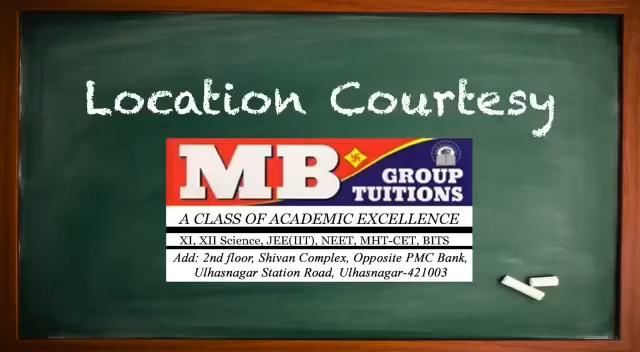 Location Courtesy
MB
GROUP
TUITIONS
A CLASS OF ACADEMIC EXCELLENCE
XI, XII Science, JEE(IIT), NEET, MHT-CET, BITS
Add: 2nd floor, Shivan Complex, Opposite PMC Bank,
Ulhasnagar Station Road, Ulhasnagar-421003